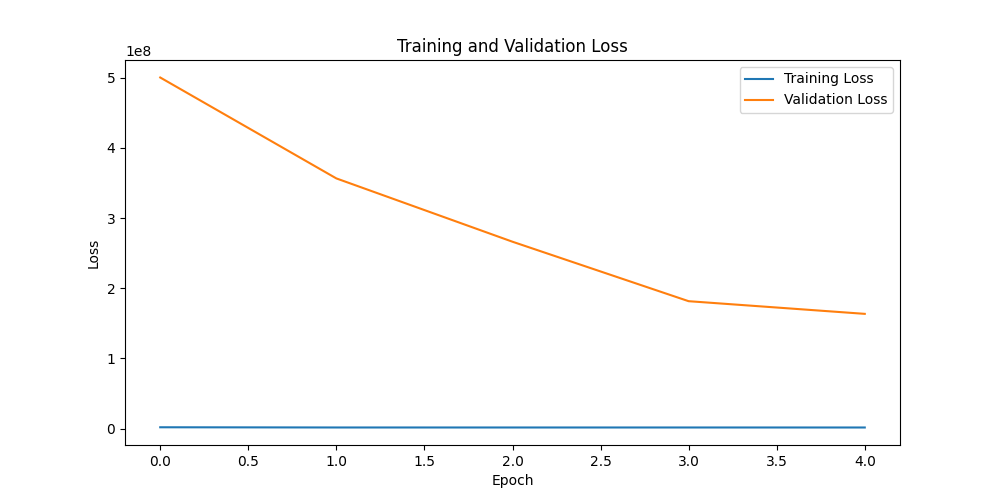 Training and Validation Loss
1e8
Training Loss
Validation Loss
5
4
3
2
1
0
Loss
0.0 0.5 1.0 1.5 2.0 2.5 3.0 3.5 4.0
Epoch